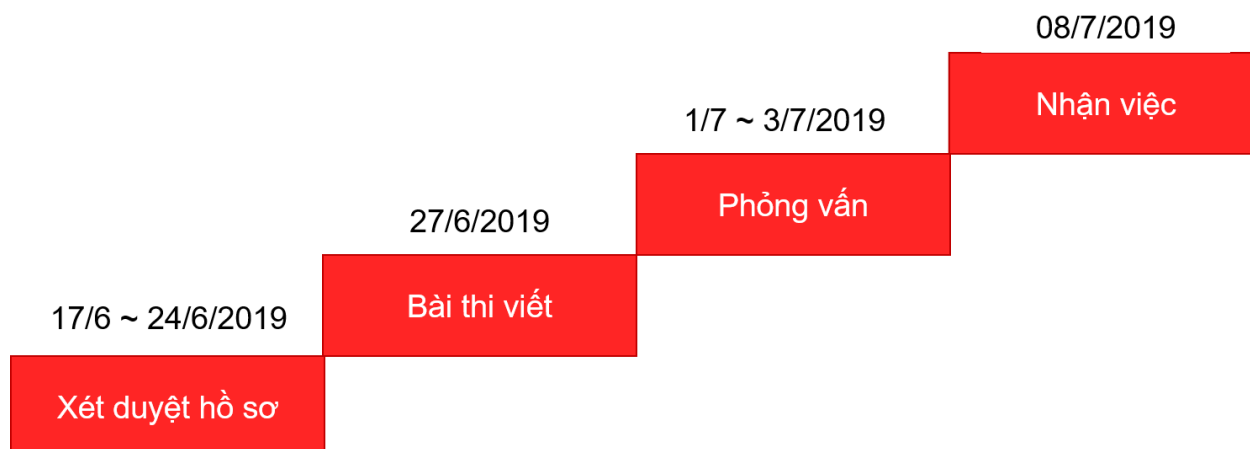 17/6 ~ 24/6/2019
Xét duyệt hồ sơ
27/6/2019
Bài thi viết
1/7 ~ 3/7/2019
Phỏng vấn
08/7/2019
Nhận việc